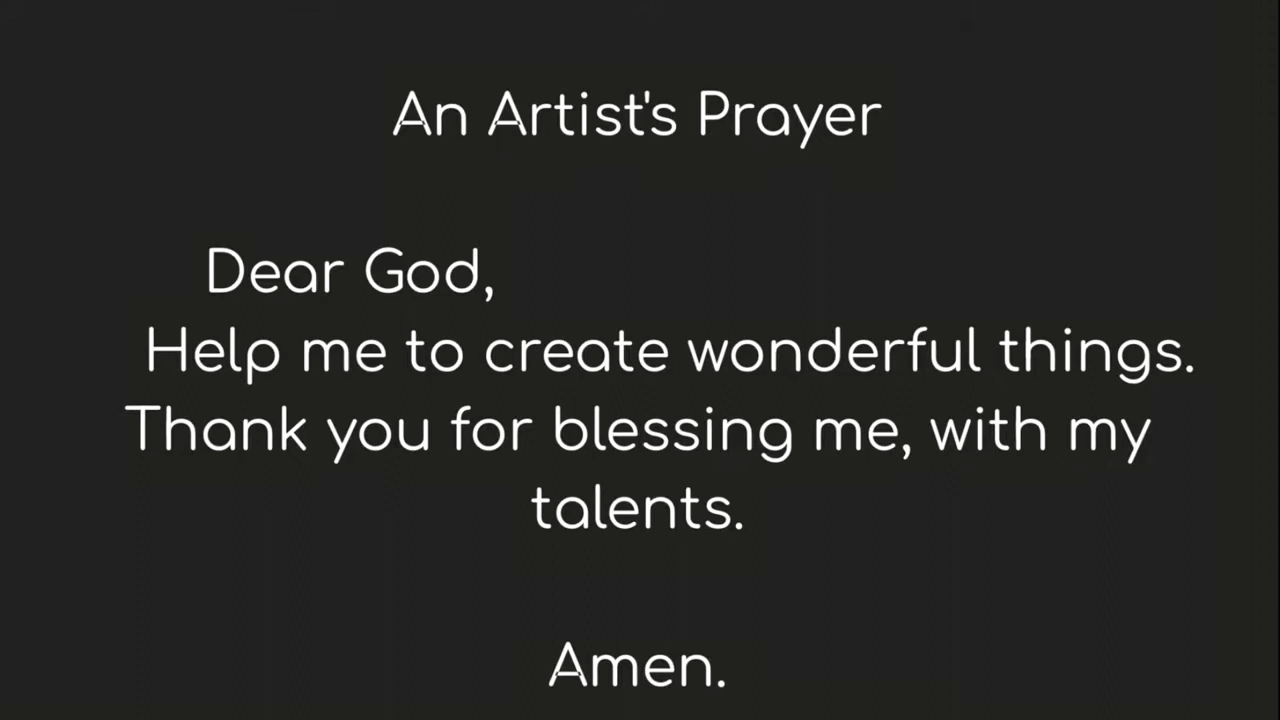 An Artist's Prayer
Dear God,
Help me to create wonderful things.
Thank you for blessing me, with my
talents.
Amen.